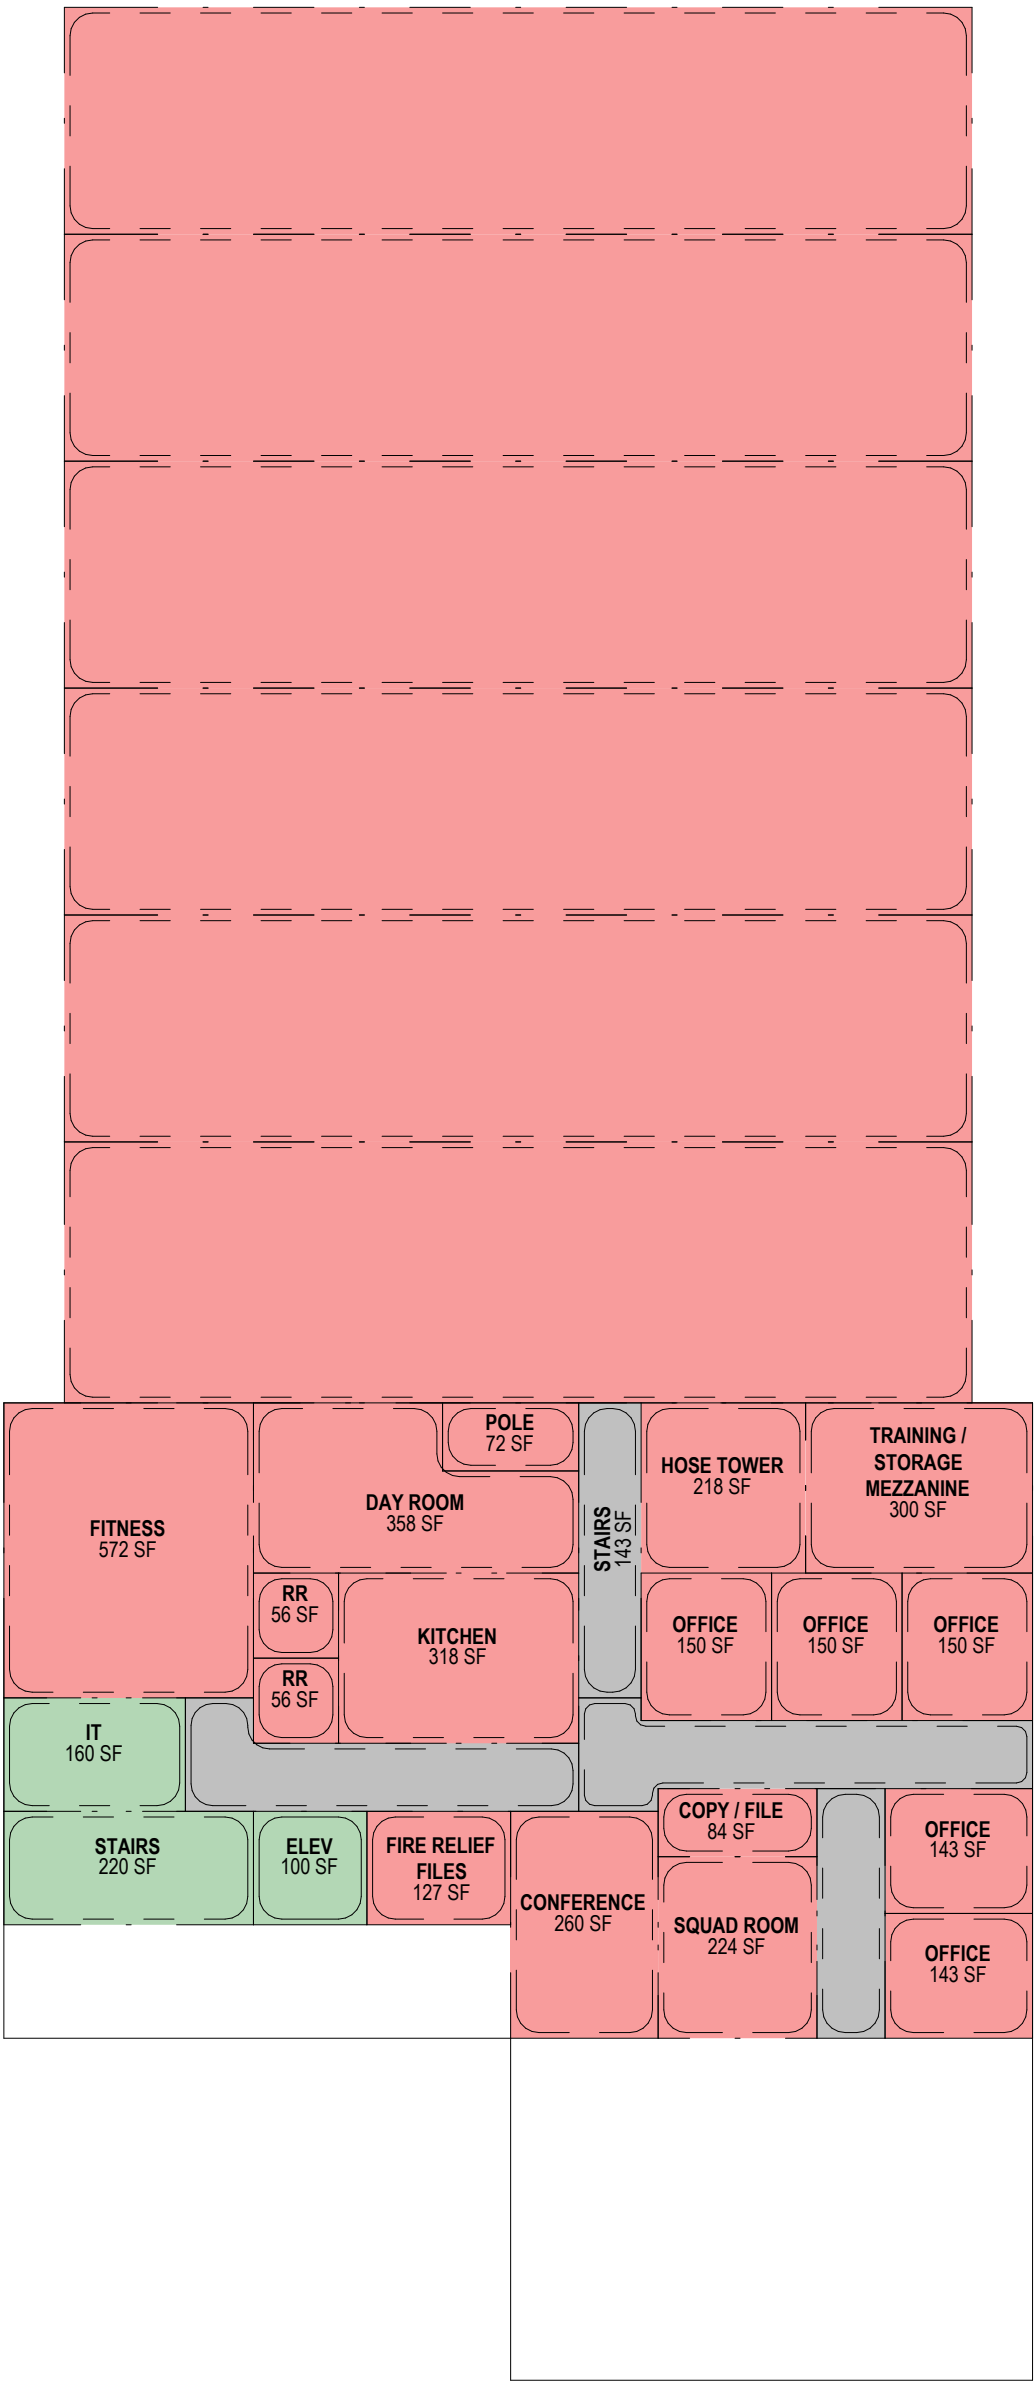 POLE
72 SF
TRAINING /
STORAGE
MEZZANINE
300 SF
HOSE TOWER
218 SF
DAY ROOM
358 SF
FITNESS
572 SF
STAIRS
143 SF
RR
56 SF
KITCHEN
318 SF
OFFICE
150 SF
OFFICE
150 SF
OFFICE
150 SF
RR
56 SF
IT
160 SF
COPY / FILE
84 SF
OFFICE
143 SF
STAIRS
220 SF
ELEV
100 SF
FIRE RELIEF
FILES
127 SF
CONFERENCE
260 SF
SQUAD ROOM
224 SF
OFFICE
143 SF